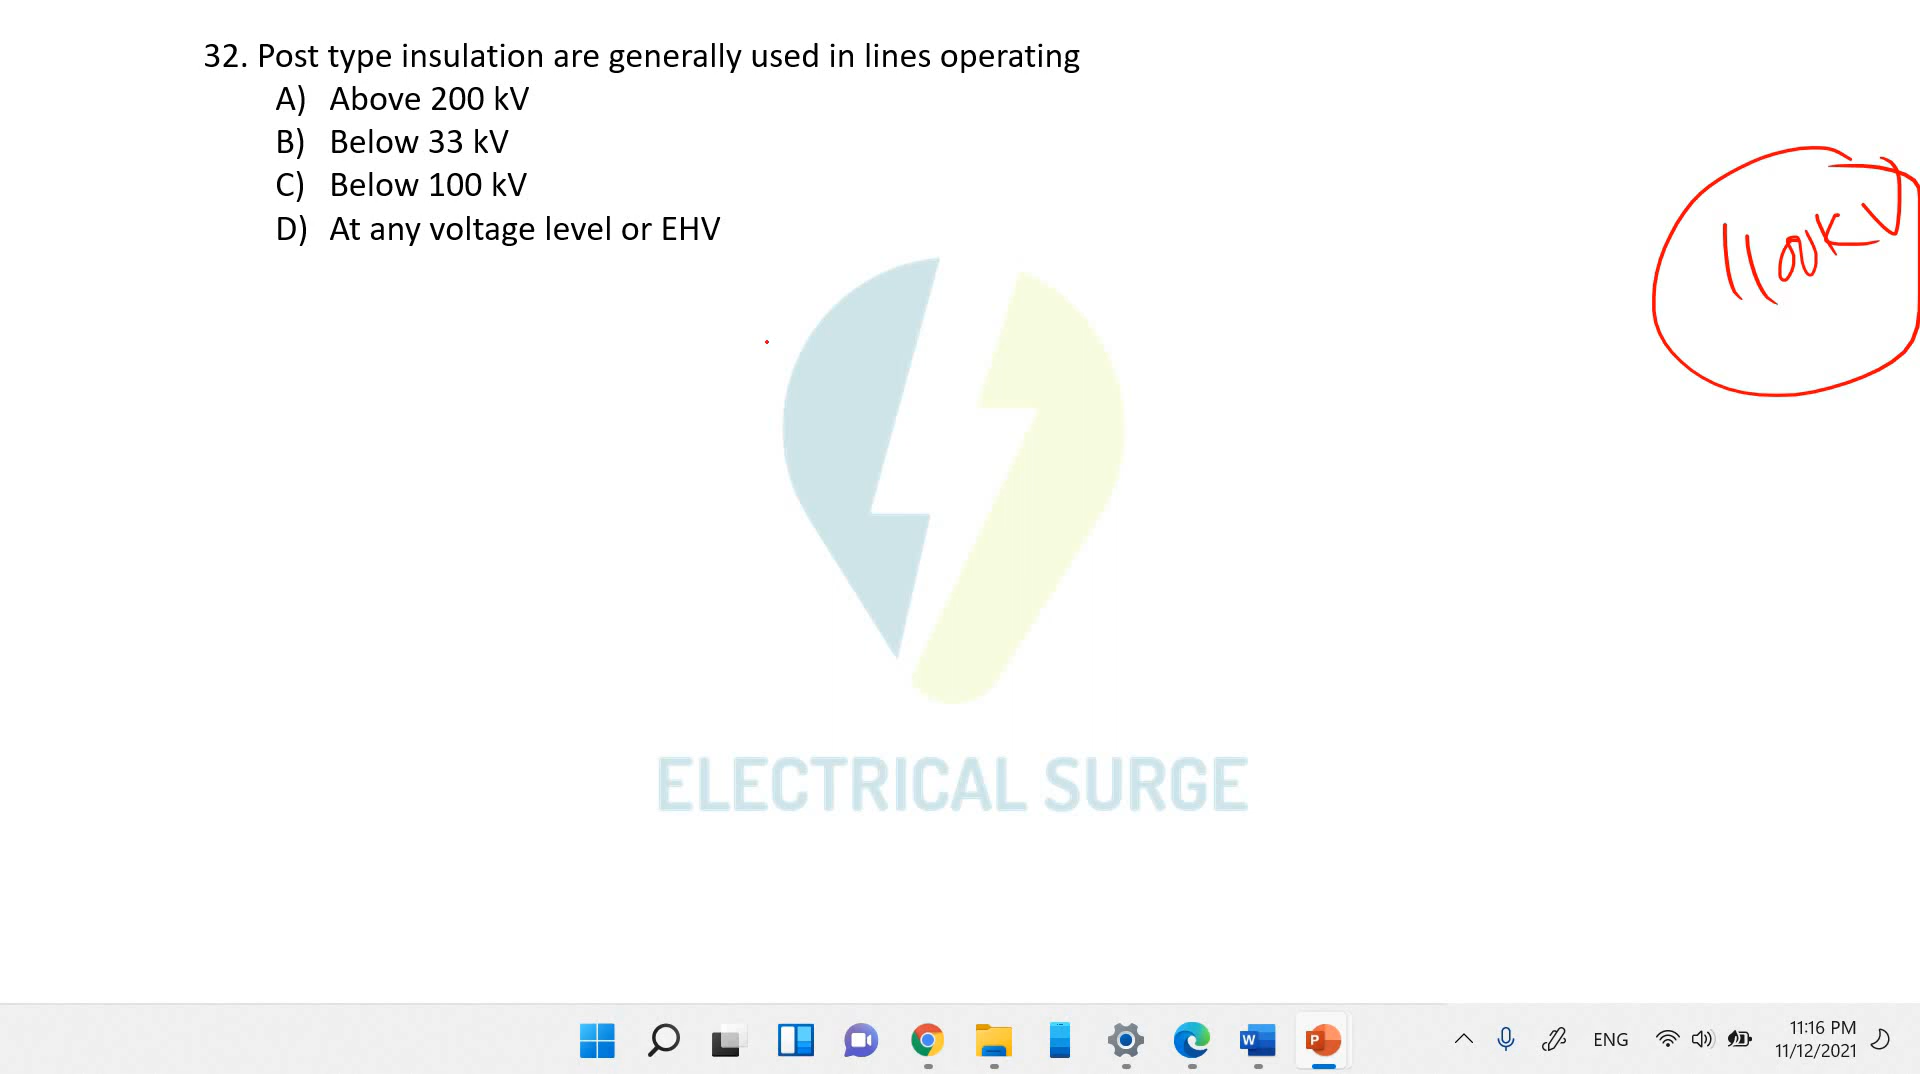 32. Post type insulation are generally used in lines operating
A) Above 200 kV
B) Below 33 kV
C) Below 100 kV
D) At any voltage level or EHV
1100KV
ELECTRICAL SURGE
ENG
11:16 PM
11/12/2021